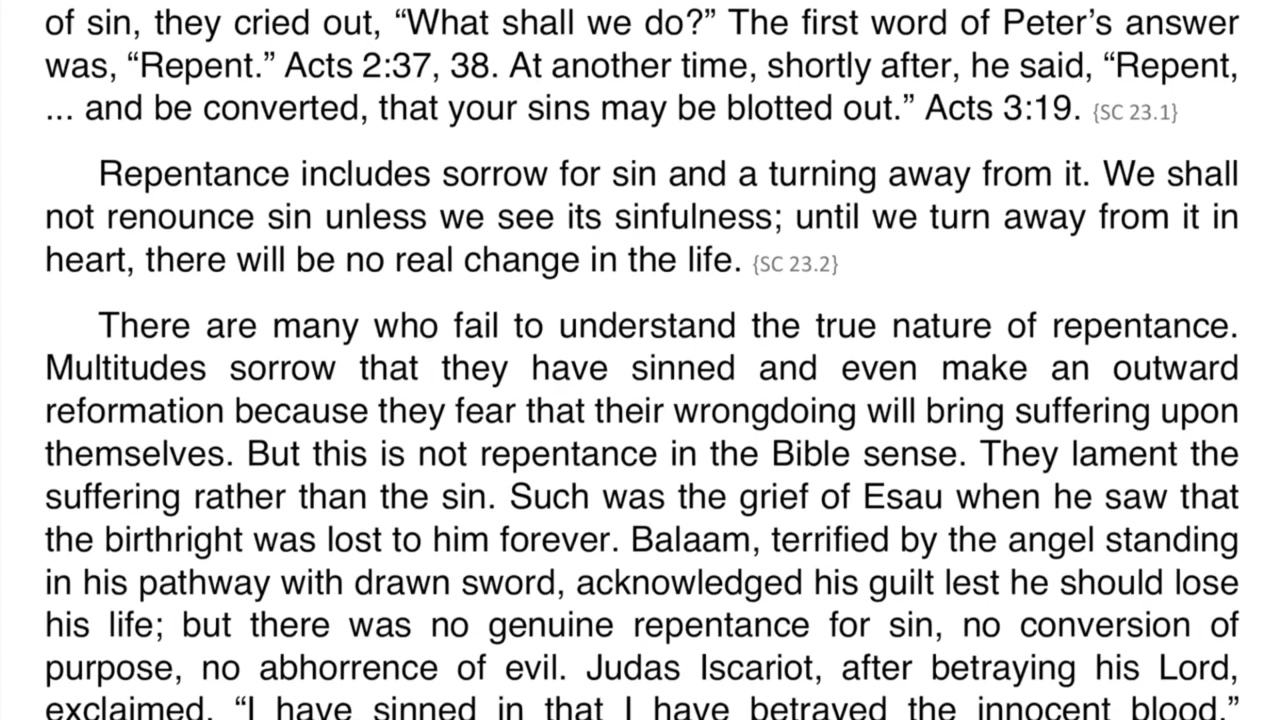 of sin, they cried out, “What shall we do?” The first word of Peter’s answer
was, “Repent.” Acts 2:37, 38. At another time, shortly after, he said, “Repent,
... and be converted, that your sins may be blotted out.” Acts 3:19. {SC 23.1}
Repentance includes sorrow for sin and a turning away from it. We shall
not renounce sin unless we see its sinfulness; until we turn away from it in
heart, there will be no real change in the life. {SC 23.2}
There are many who fail to understand the true nature of repentance.
Multitudes sorrow that they have sinned and even make an outward
reformation because they fear that their wrongdoing will bring suffering upon
themselves. But this is not repentance in the Bible sense. They lament the
suffering rather than the sin. Such was the grief of Esau when he saw that
the birthright was lost to him forever. Balaam, terrified by the angel standing
in his pathway with drawn sword, acknowledged his guilt lest he should lose
his life; but there was no genuine repentance for sin, no conversion of
purpose, no abhorrence of evil. Judas Iscariot, after betraying his Lord,
exclaimed, “I have sinned in that I have betrayed the innocent blood.”